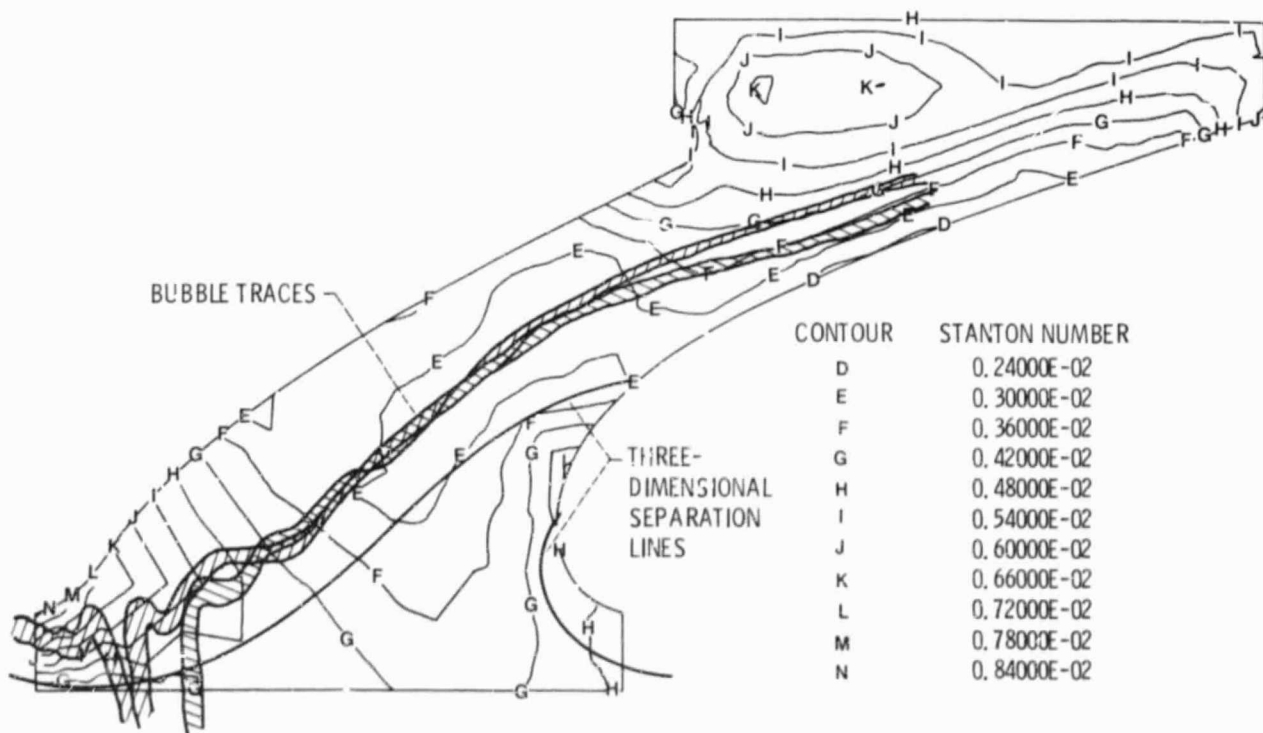 BUBBLE TRACES
THREE-
DIMENSIONAL
SEPARATION
LINES
CONTOUR STANTON NUMBER
D 0.24000E-02
E 0.30000E-02
F 0.36000E-02
G 0.42000E-02
H 0.48000E-02
I 0.54000E-02
J 0.60000E-02
K 0.66000E-02
L 0.72000E-02
M 0.78000E-02
N 0.84000E-02